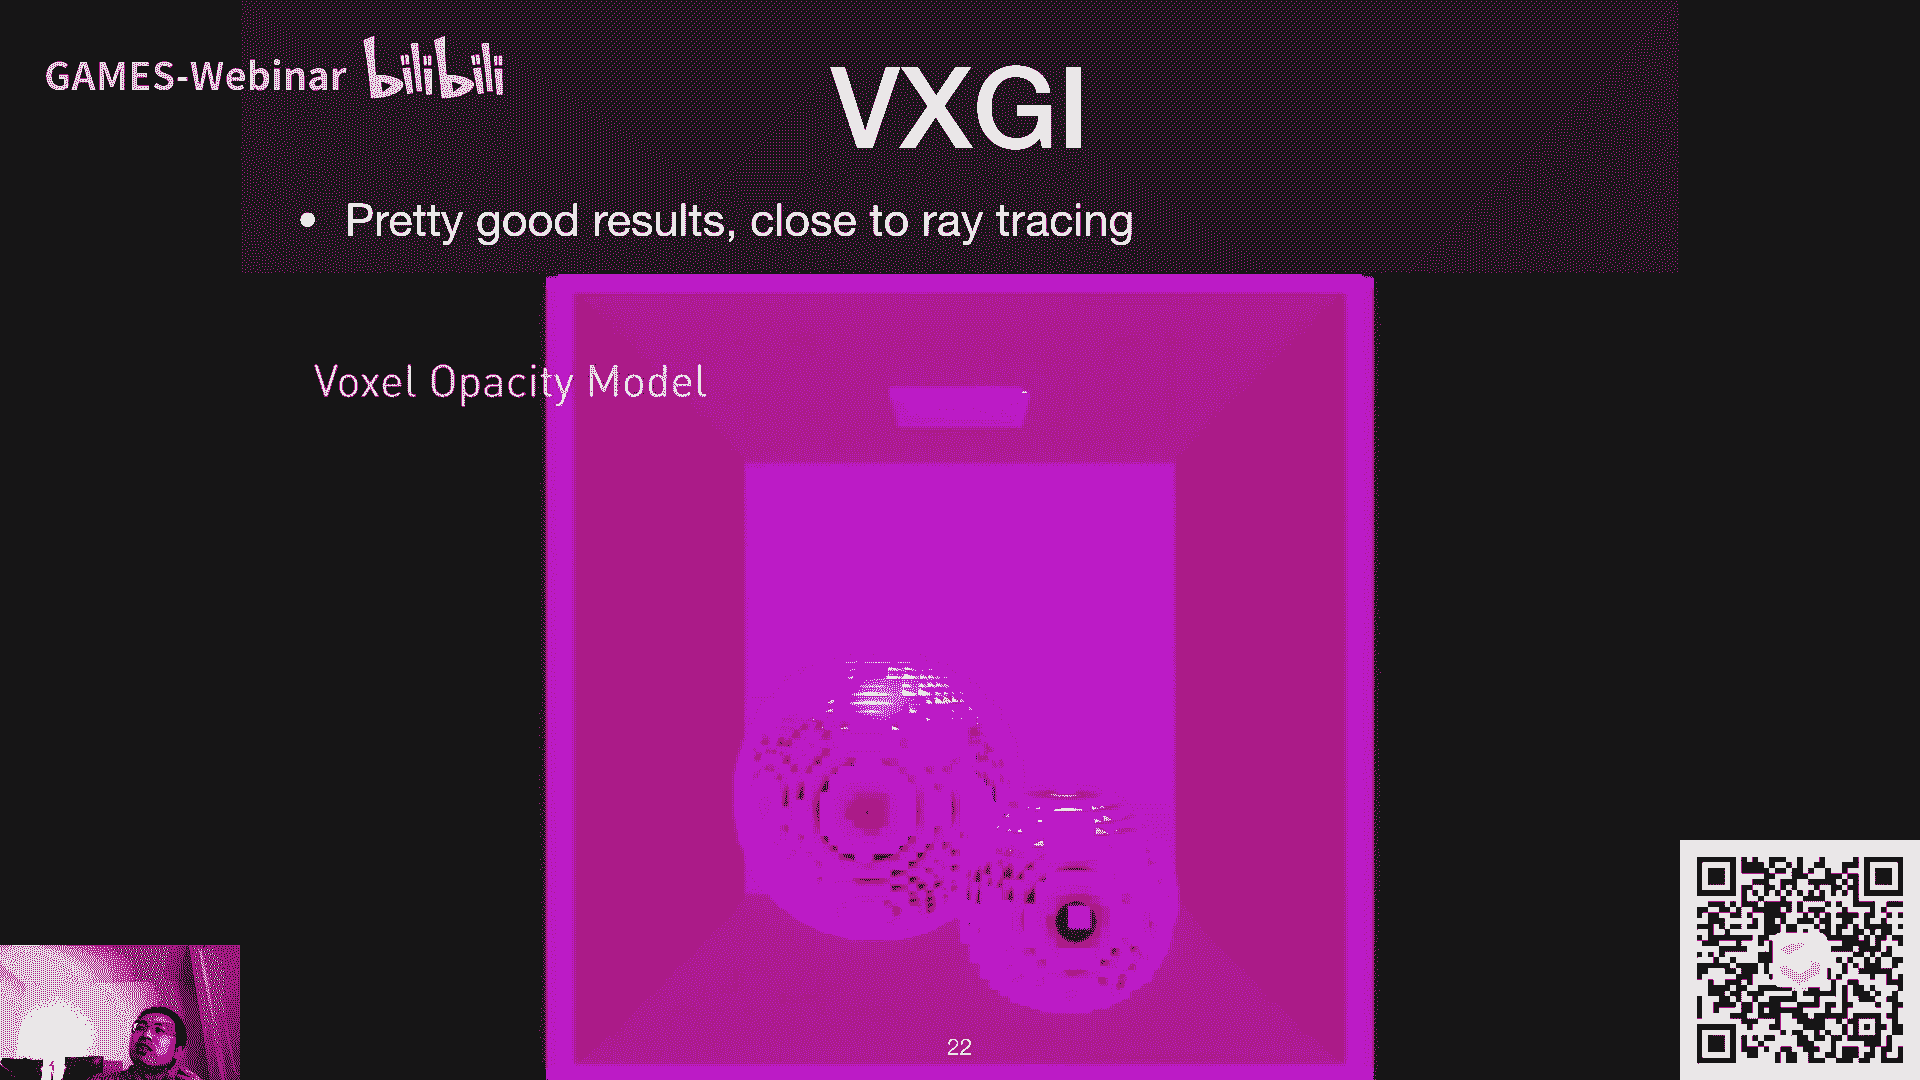 GAMES-Webinar bilibili
VXGI
• Pretty good results, close to ray tracing
Voxel Opacity Model
22